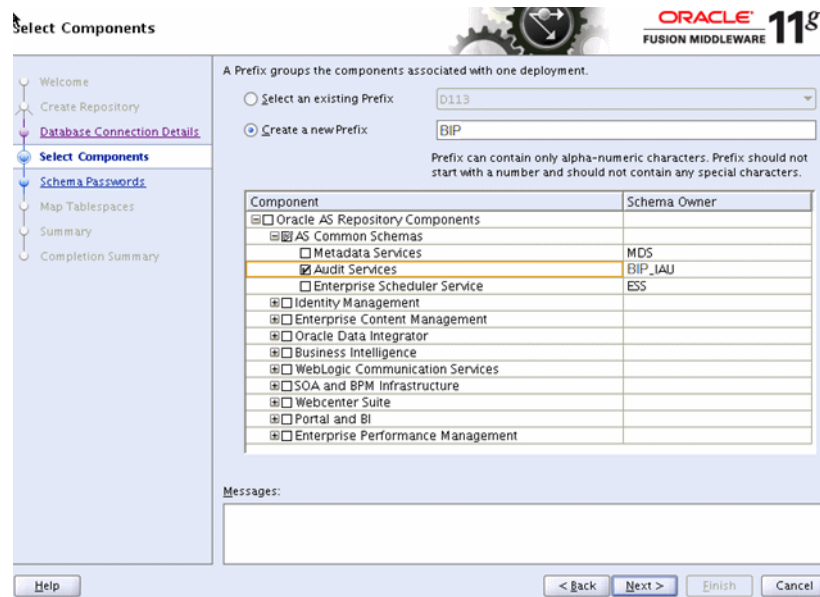 Select Components
ORACLE
FUSION MIDDLEWARE 11g
Welcome
Create Repository
Database Connection Details
Select Components
Schema Passwords
Map Tablespaces
Summary
Completion Summary
A Prefix groups the components associated with one deployment.
Select an existing Prefix D113
Create a new Prefix BIP
Prefix can contain only alpha-numeric characters. Prefix should not
start with a number and should not contain any special characters.
Component Schema Owner
Oracle AS Repository Components
AS Common Schemas
Metadata Services MDS
Audit Services BIP_IAU
Enterprise Scheduler Service ESS
Identity Management
Enterprise Content Management
Oracle Data Integrator
Business Intelligence
WebLogic Communication Services
SOA and BPM Infrastructure
Webcenter Suite
Portal and BI
Enterprise Performance Management
Messages:
Help < Back Next > Finish Cancel